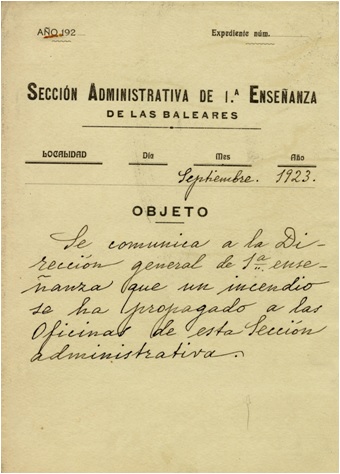 AÑO 192
Expediente núm.
SECCIÓN ADMINISTRATIVA DE 1.ª ENSEÑANZA
DE LAS BALEARES
LOCALIDAD Día Mes Año
Septiembre. 1923.
OBJETO
Se comunica a la Di-
rección general de 1ª ense-
ñanza que un incendio
se ha propagado a las
Oficinas de esta Sección
administrativa.